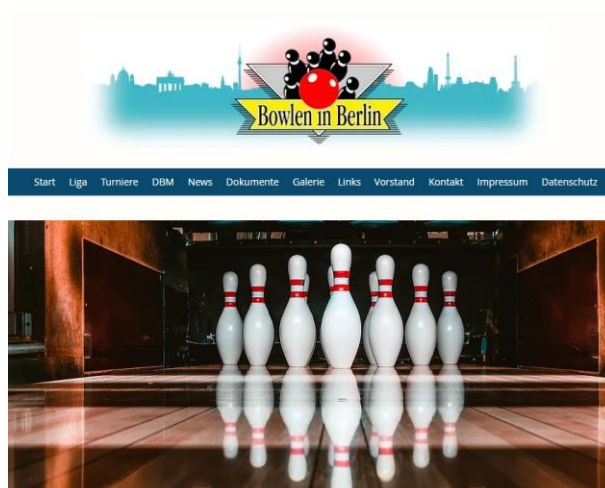 Bowlen in Berlin
Start Liga Turniere DBM News Dokumente Galerie Links Vorstand Kontakt Impressum Datenschutz